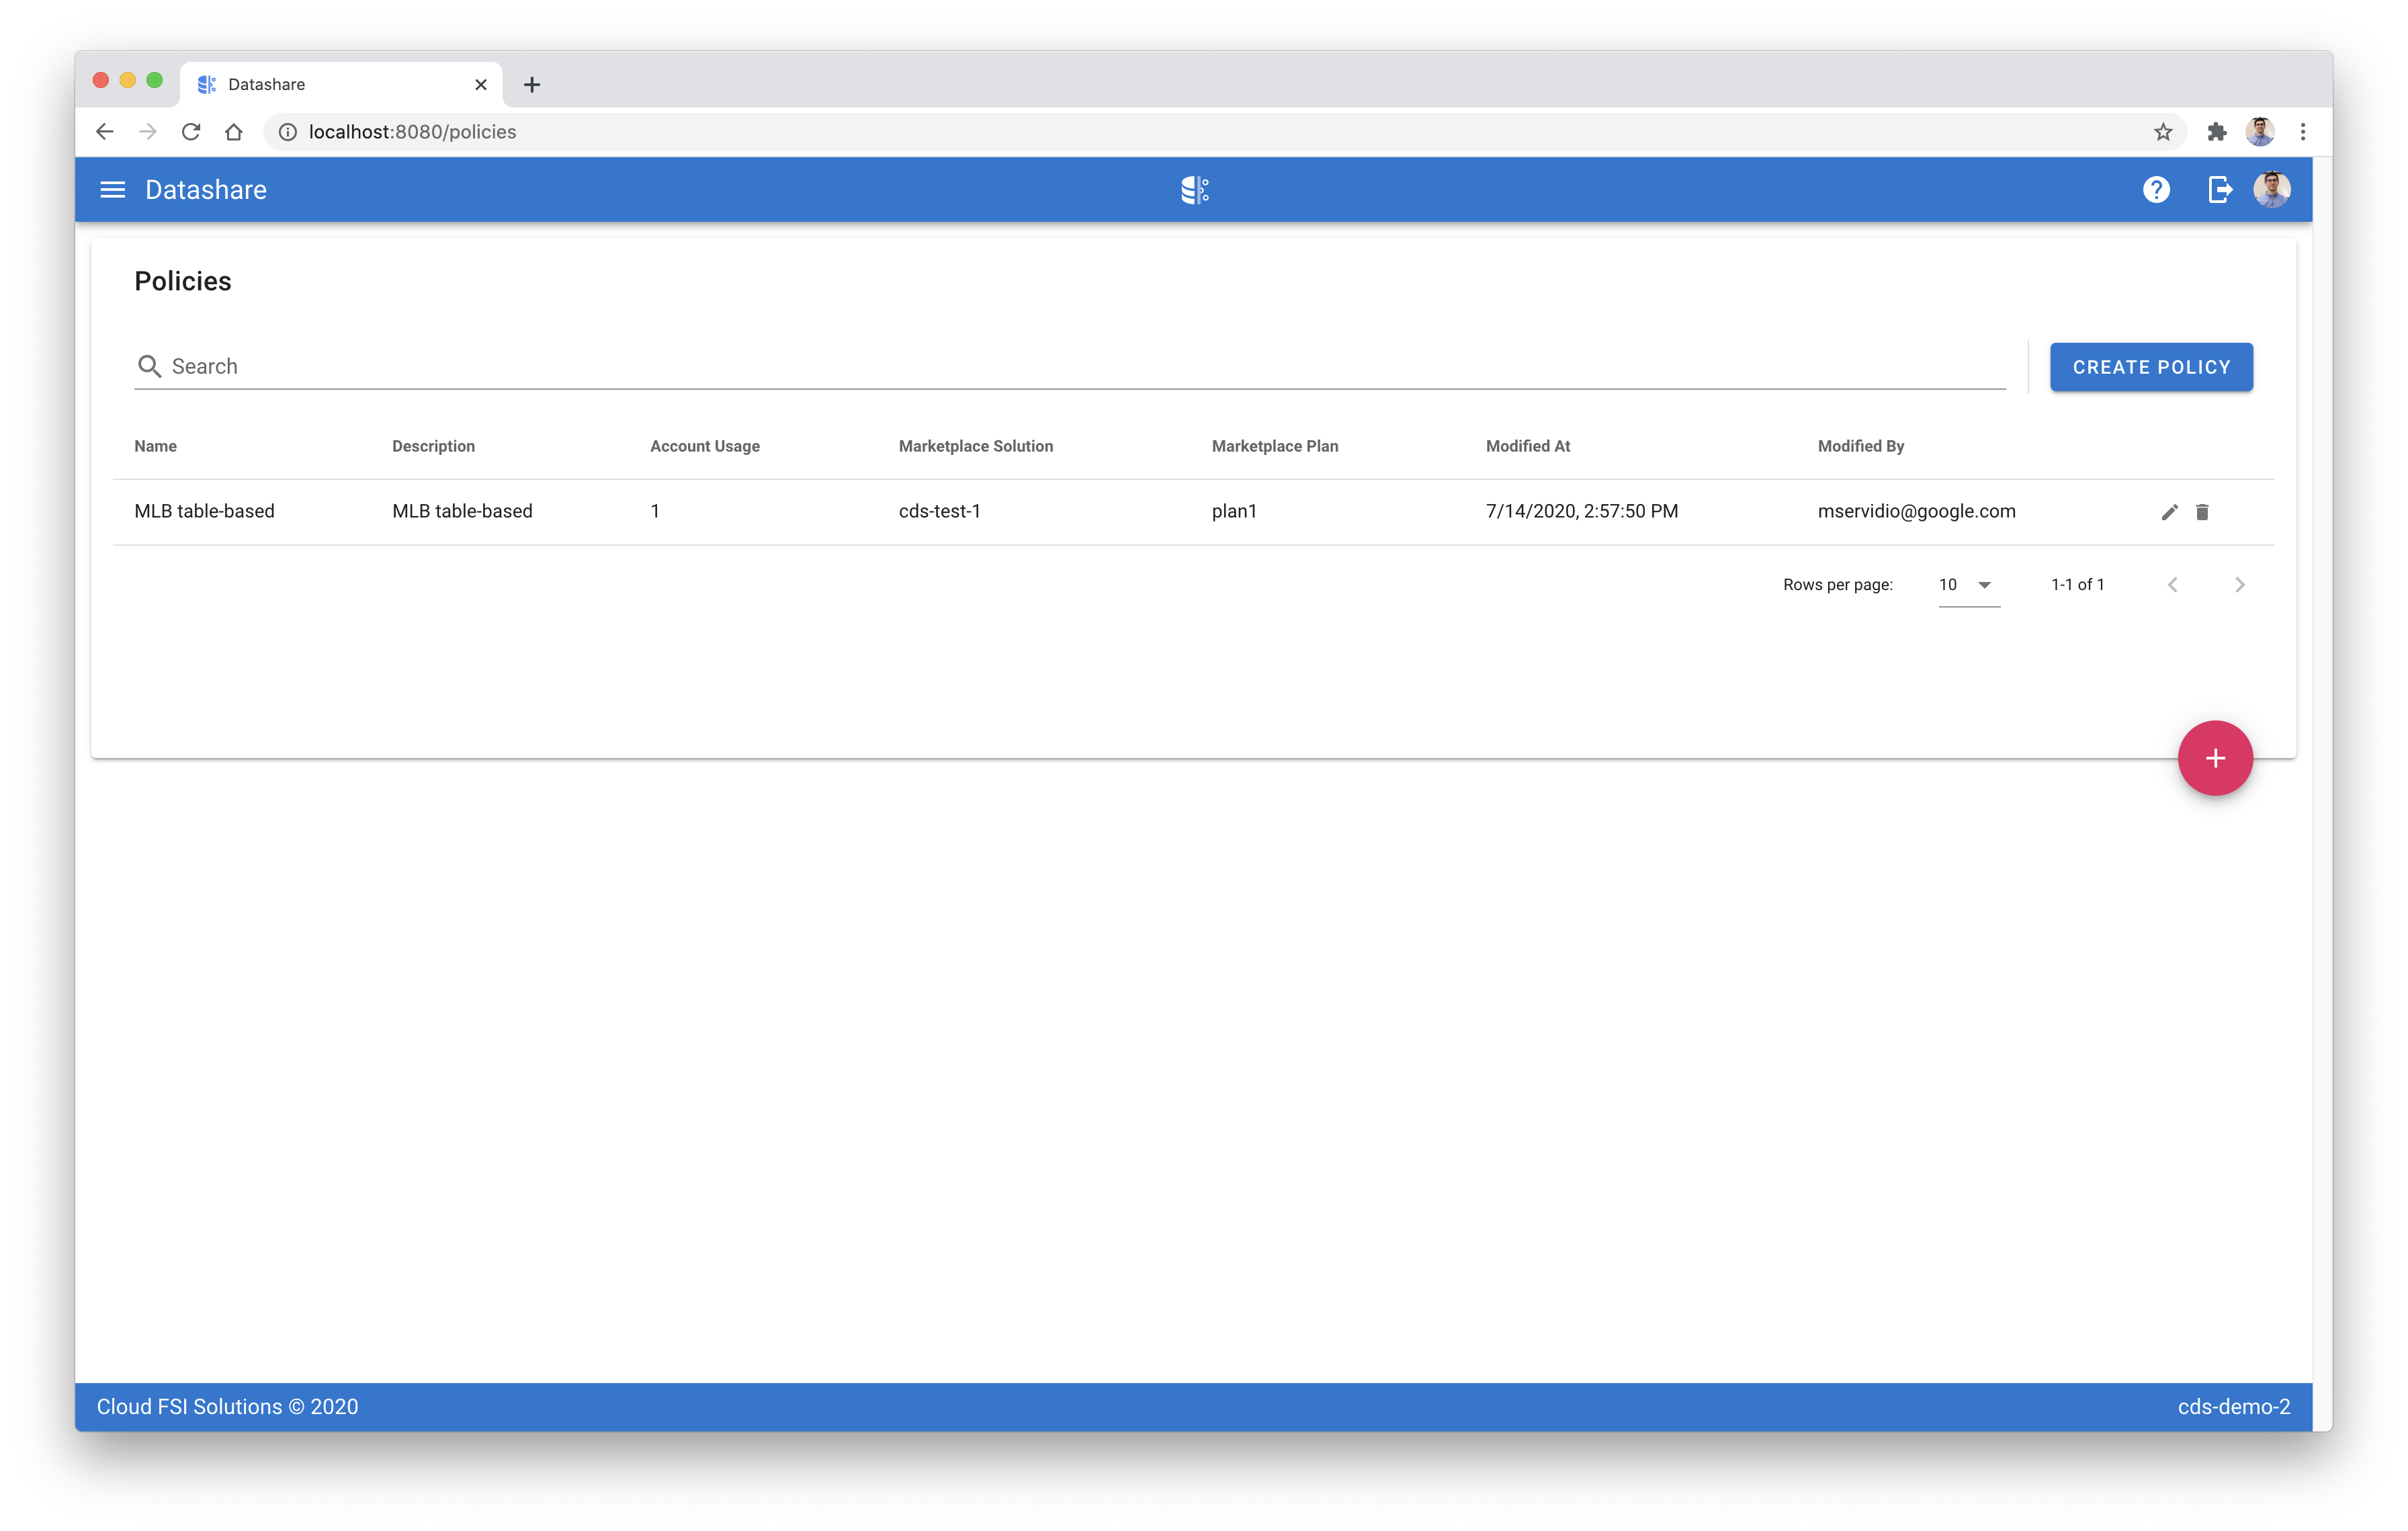 Datashare
localhost:8080/policies
Datashare
Policies
Search
CREATE POLICY
Name Description Account Usage Marketplace Solution Marketplace Plan Modified At Modified By
MLB table-based MLB table-based 1 cds-test-1 plan1 7/14/2020, 2:57:50 PM mservidio@google.com
Rows per page: 10 1-1 of 1
Cloud FSI Solutions © 2020 cds-demo-2